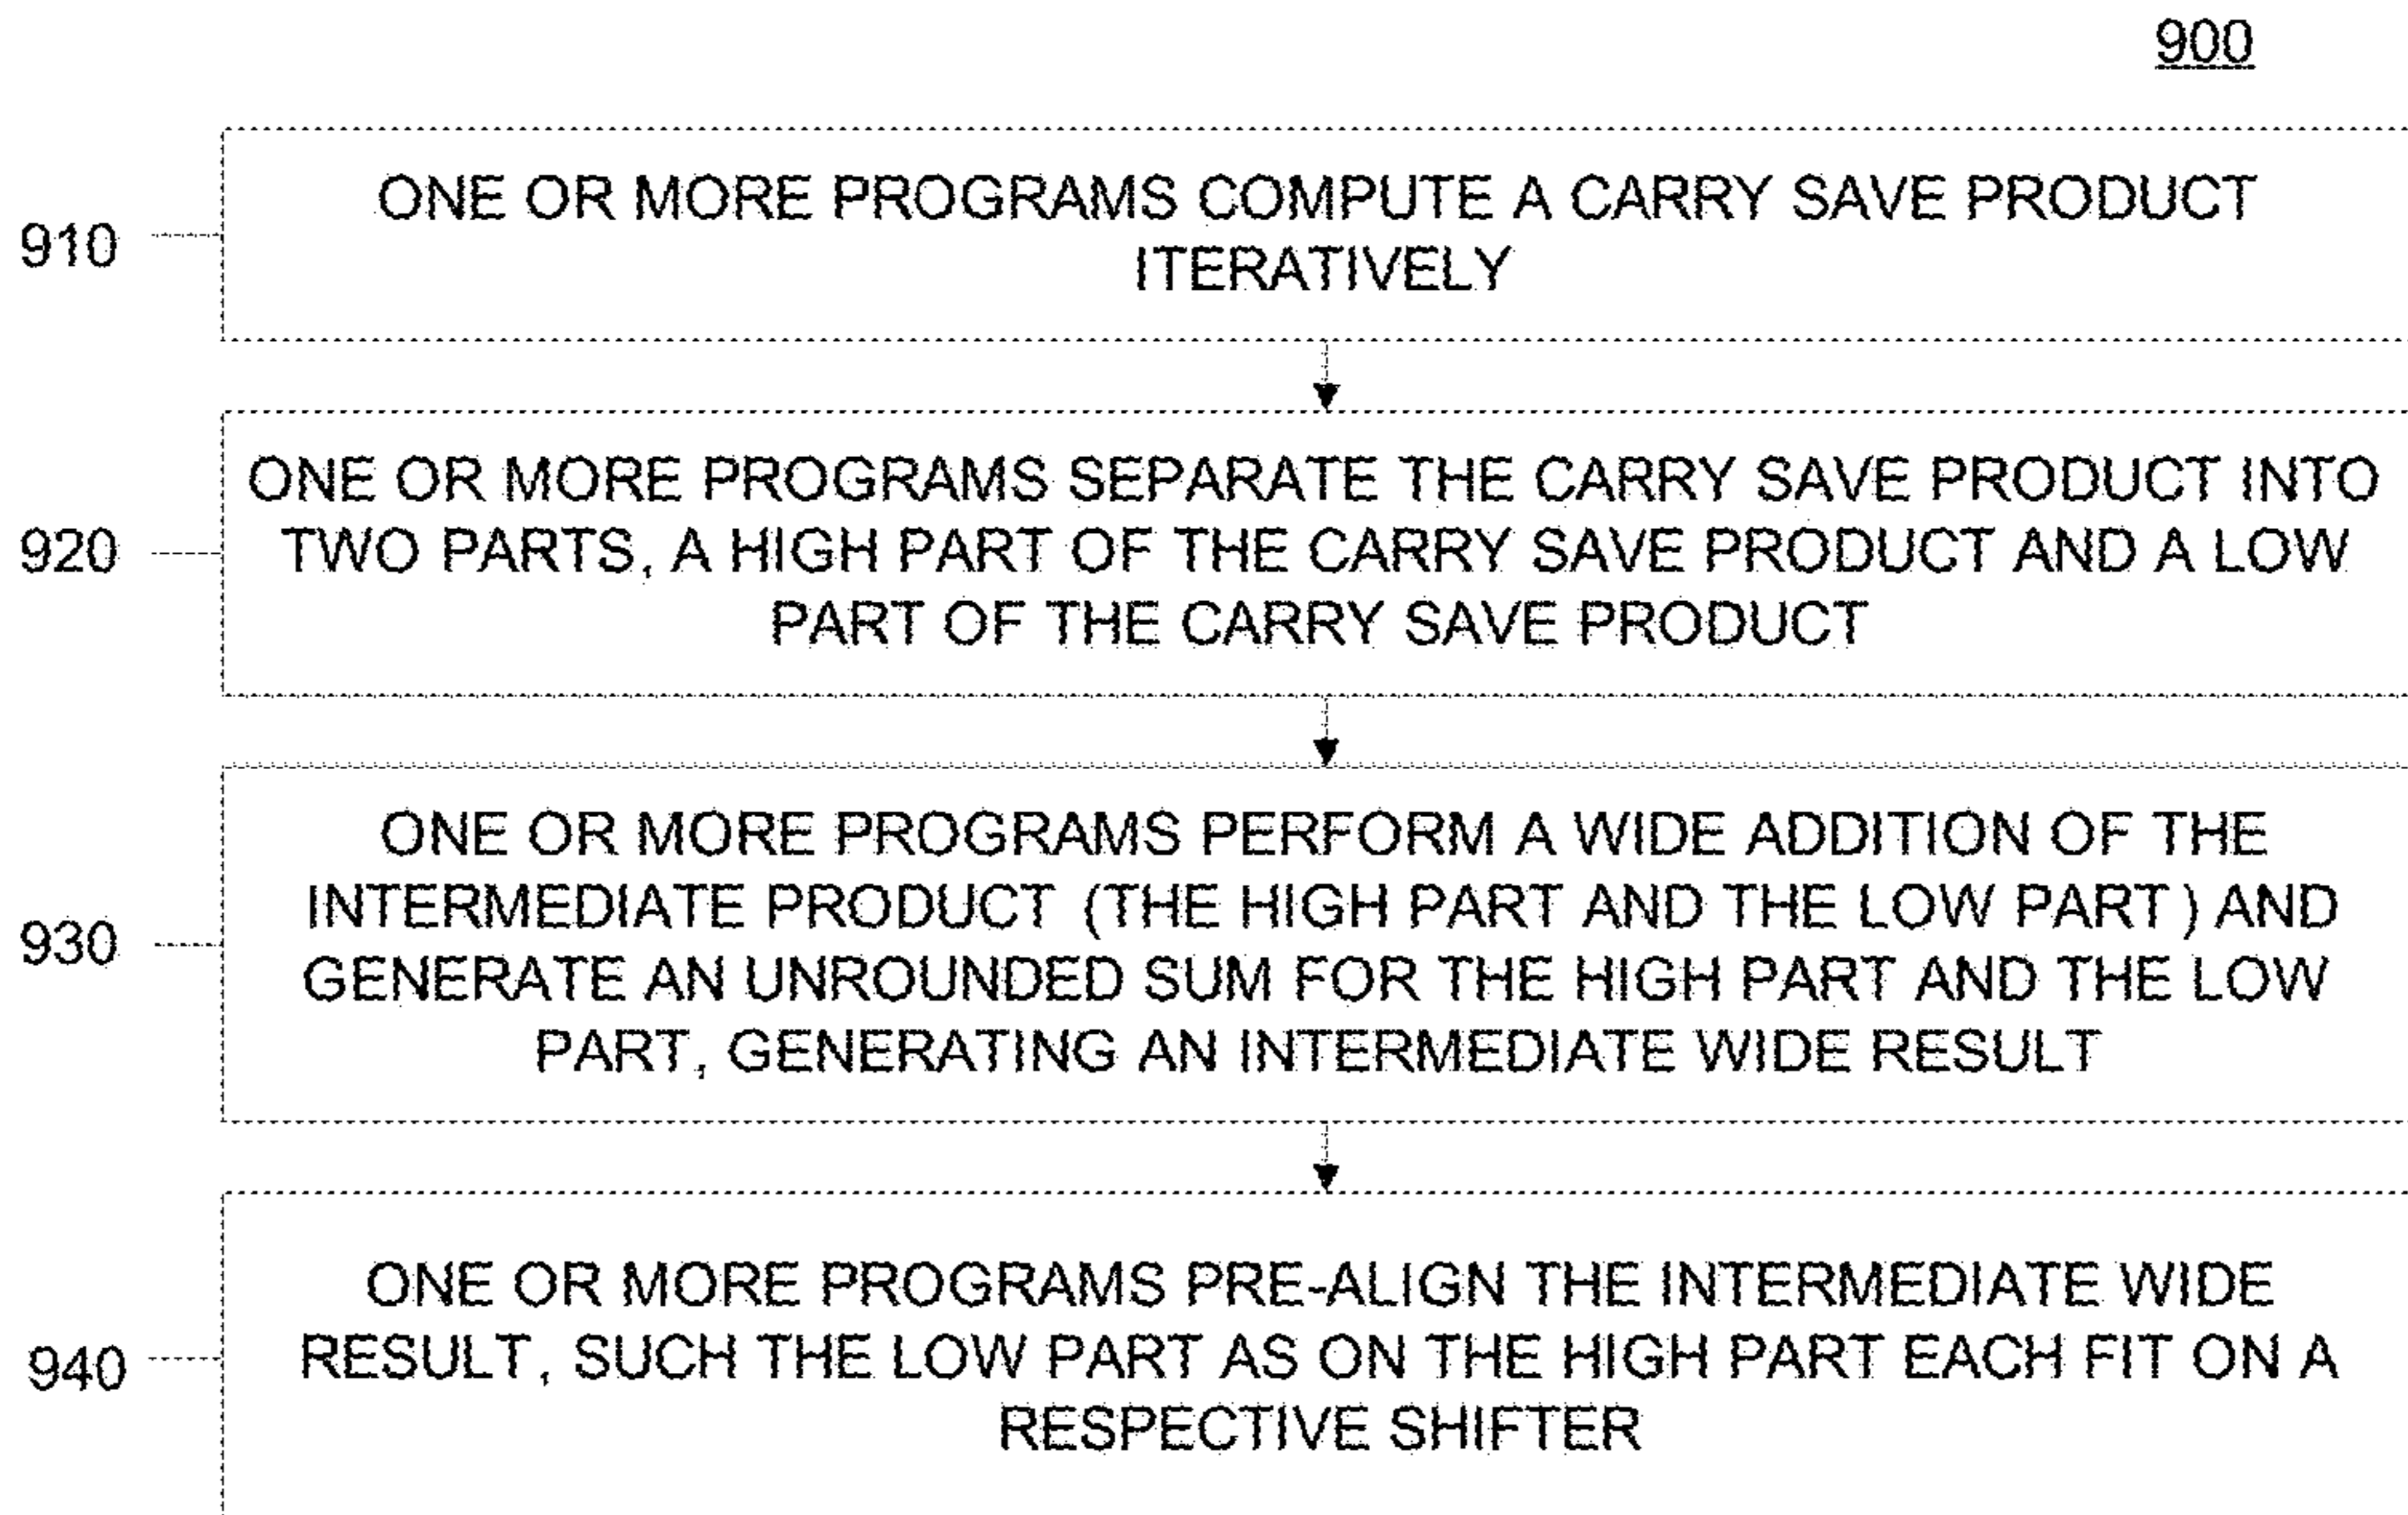 900
910
ONE OR MORE PROGRAMS COMPUTE A CARRY SAVE PRODUCT
ITERATIVELY
920
ONE OR MORE PROGRAMS SEPARATE THE CARRY SAVE PRODUCT INTO
TWO PARTS, A HIGH PART OF THE CARRY SAVE PRODUCT AND A LOW
PART OF THE CARRY SAVE PRODUCT
930
ONE OR MORE PROGRAMS PERFORM A WIDE ADDITION OF THE
INTERMEDIATE PRODUCT (THE HIGH PART AND THE LOW PART) AND
GENERATE AN UNROUNDED SUM FOR THE HIGH PART AND THE LOW
PART, GENERATING AN INTERMEDIATE WIDE RESULT
940
ONE OR MORE PROGRAMS PRE-ALIGN THE INTERMEDIATE WIDE
RESULT, SUCH THE LOW PART AS ON THE HIGH PART EACH FIT ON A
RESPECTIVE SHIFTER